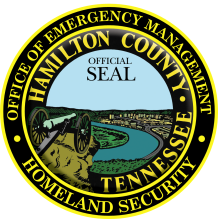 OFFICE OF EMERGENCY MANAGEMENT
HAMILTON COUNTY
OFFICIAL
SEAL
TENNESSEE
HOMELAND SECURITY